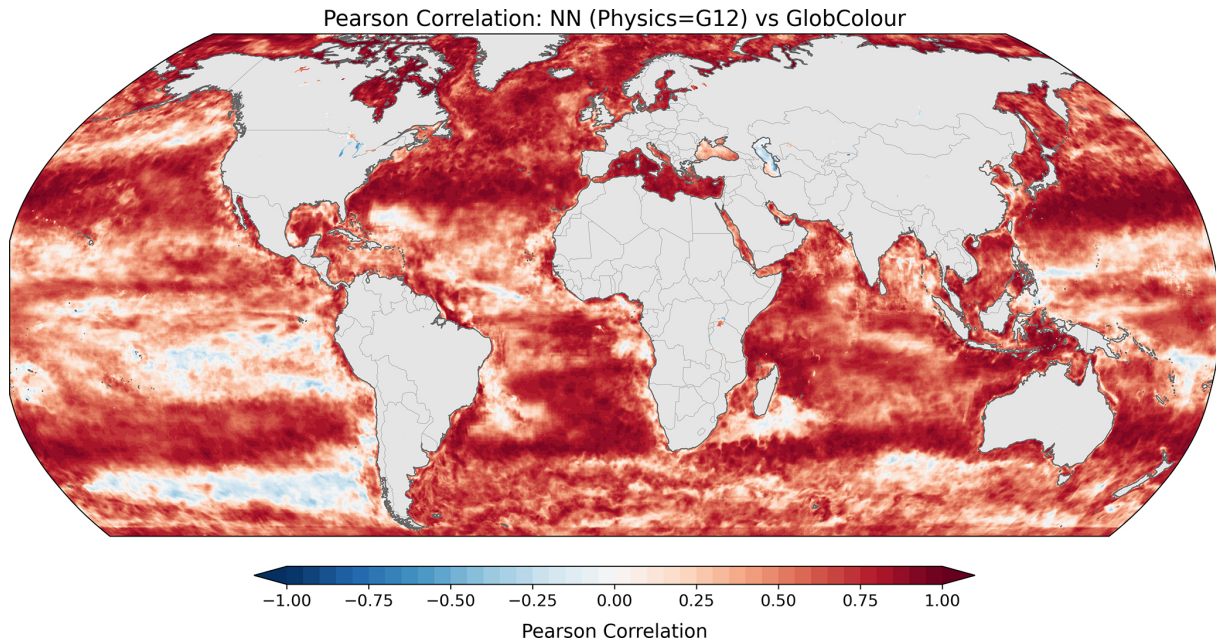 Pearson Correlation: NN (Physics=G12) vs GlobColour
−1.00 −0.75 −0.50 −0.25 0.00 0.25 0.50 0.75 1.00
Pearson Correlation